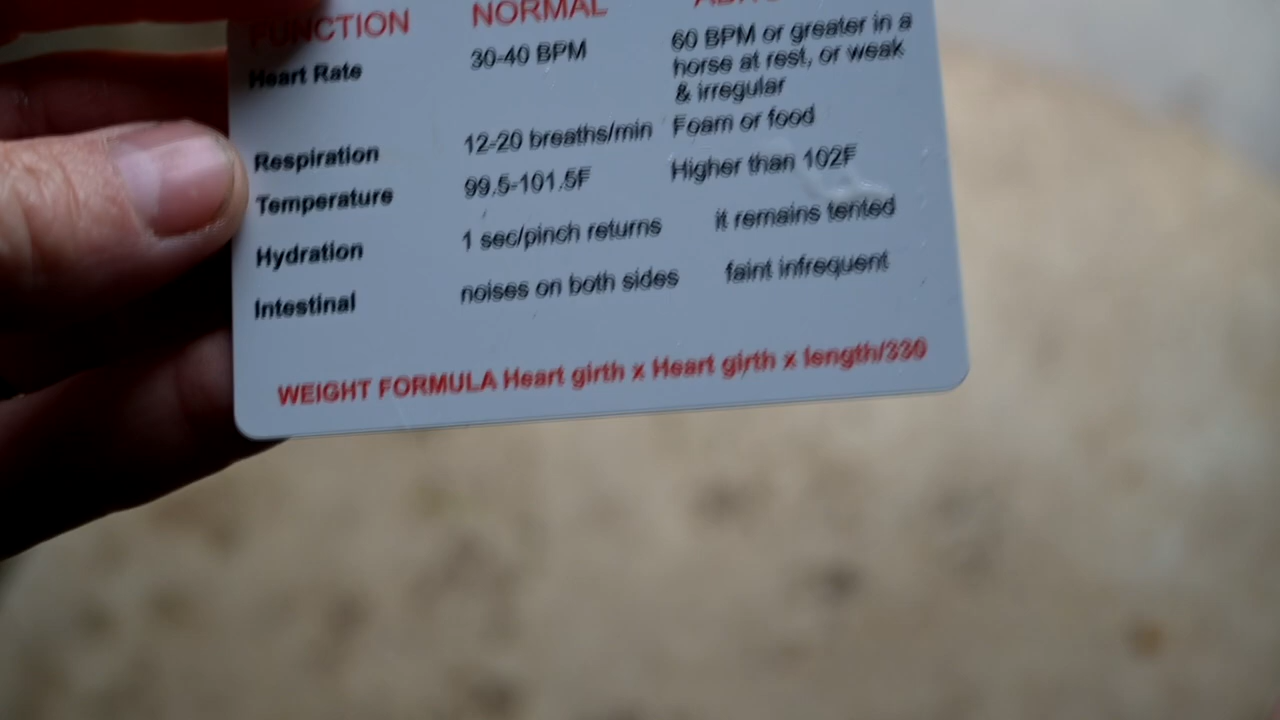 FUNCTION NORMAL
Heart Rate 30-40 BPM 60 BPM or greater in a
horse at rest, or weak
& irregular
Respiration 12-20 breaths/min Foam or food
Temperature 99.5-101.5F Higher than 102F
Hydration 1 sec/pinch returns it remains tented
Intestinal noises on both sides faint infrequent
WEIGHT FORMULA Heart girth x Heart girth x length/330